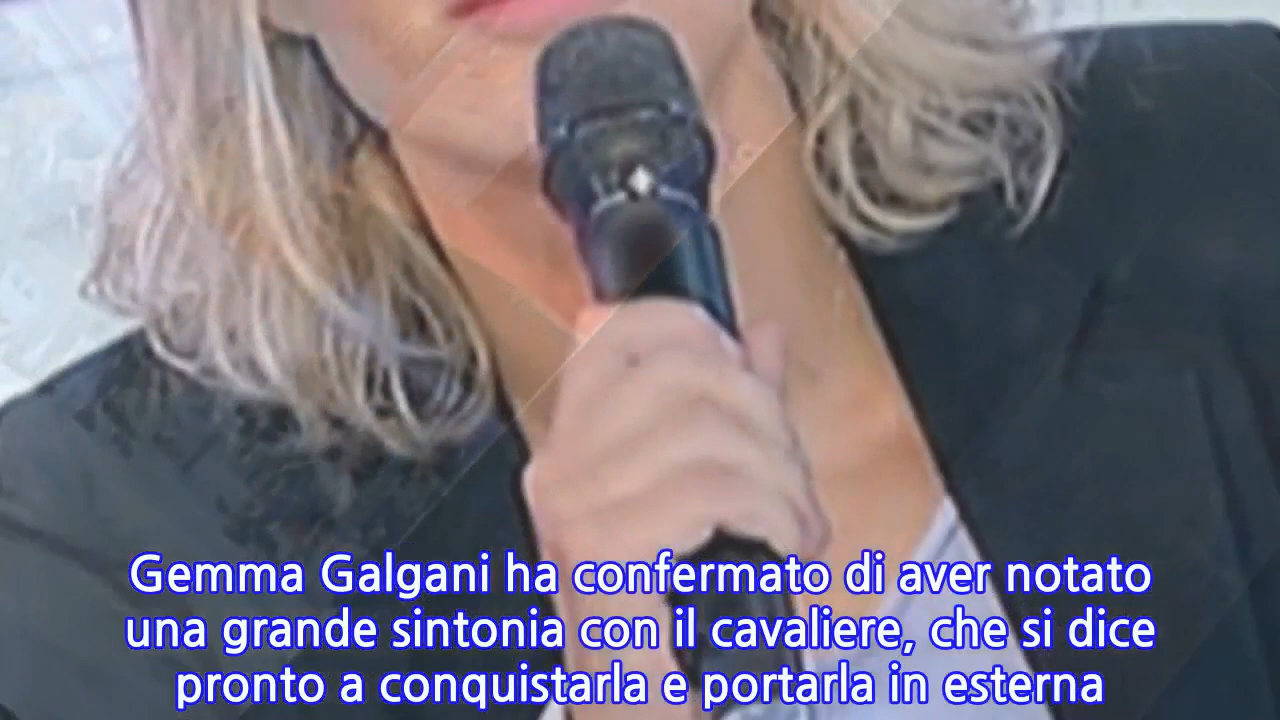 Gemma Galgani ha confermato di aver notato
una grande sintonia con il cavaliere, che si dice
pronto a conquistarla e portarla in esterna